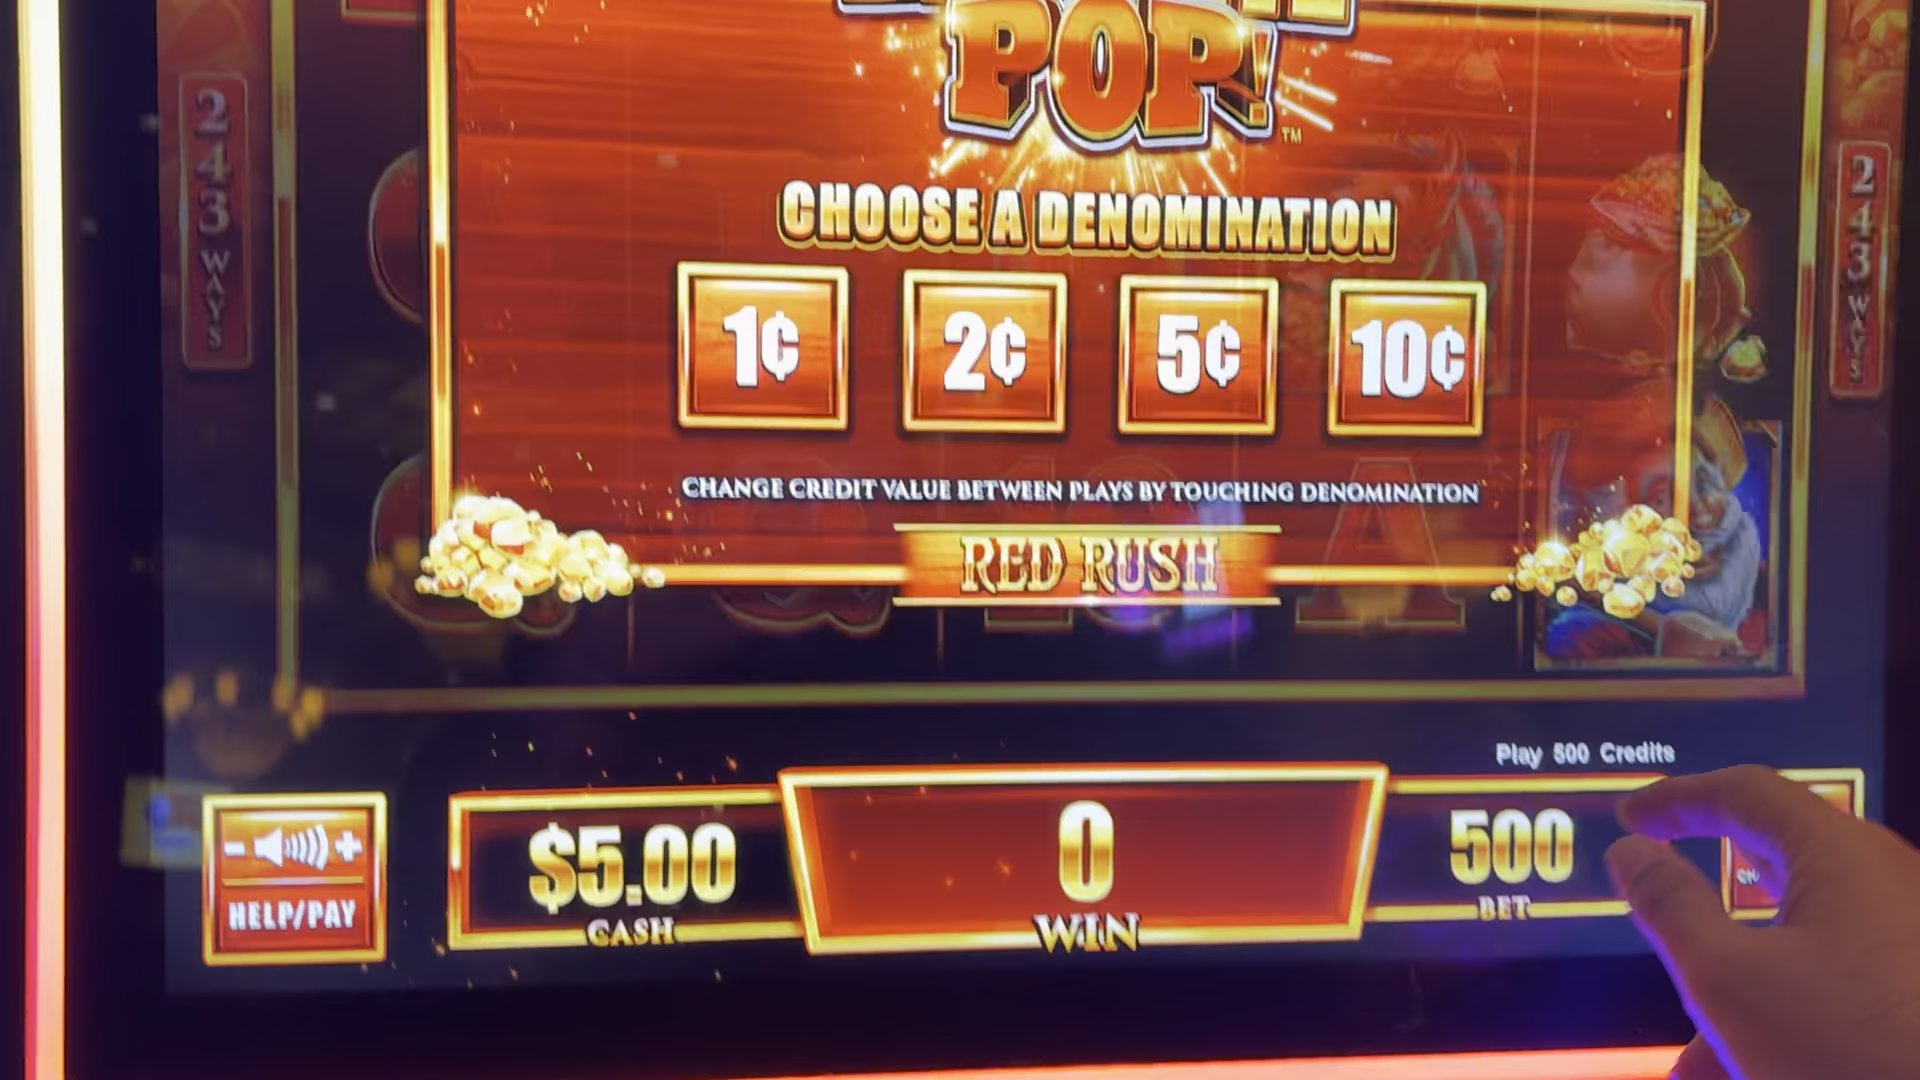 POP!™
243 WAYS
243 WAYS
CHOOSE A DENOMINATION
1¢ 2¢ 5¢ 10¢
CHANGE CREDIT VALUE BETWEEN PLAYS BY TOUCHING DENOMINATION
RED RUSH
Play 500 Credits
- +
HELP/PAY
$5.00
CASH
0
WIN
500
BET